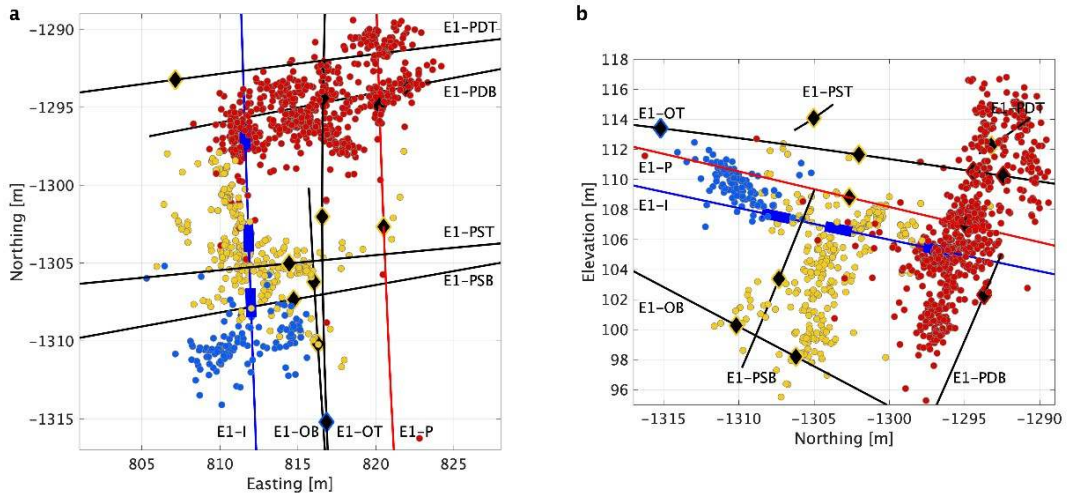 a
−1290
−1295
−1300
−1305
−1310
−1315
Northing [m]
E1−PDT
E1−PDB
E1−PST
E1−PSB
E1−I
E1−OB
E1−OT
E1−P
805
810
815
820
825
Easting [m]
b
118
116
114
112
110
108
106
104
102
100
98
96
Elevation [m]
E1−OT
E1−PST
E1−PDT
E1−P
E1−I
E1−OB
E1−PSB
E1−PDB
−1315
−1310
−1305
−1300
−1295
−1290
Northing [m]